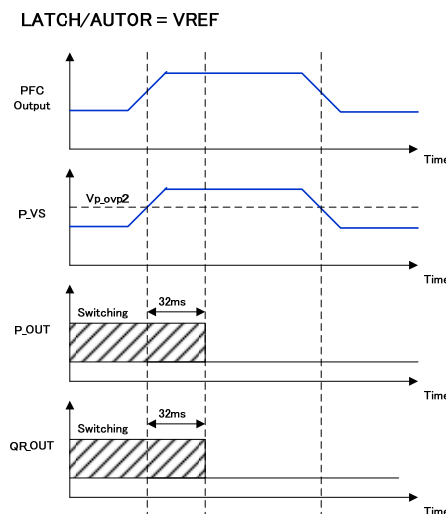 LATCH/AUTOR = VREF
PFC
Output
Time
Vp_ovp2
P_VS
Time
32ms
Switching
P_OUT
Time
32ms
Switching
QR_OUT
Time